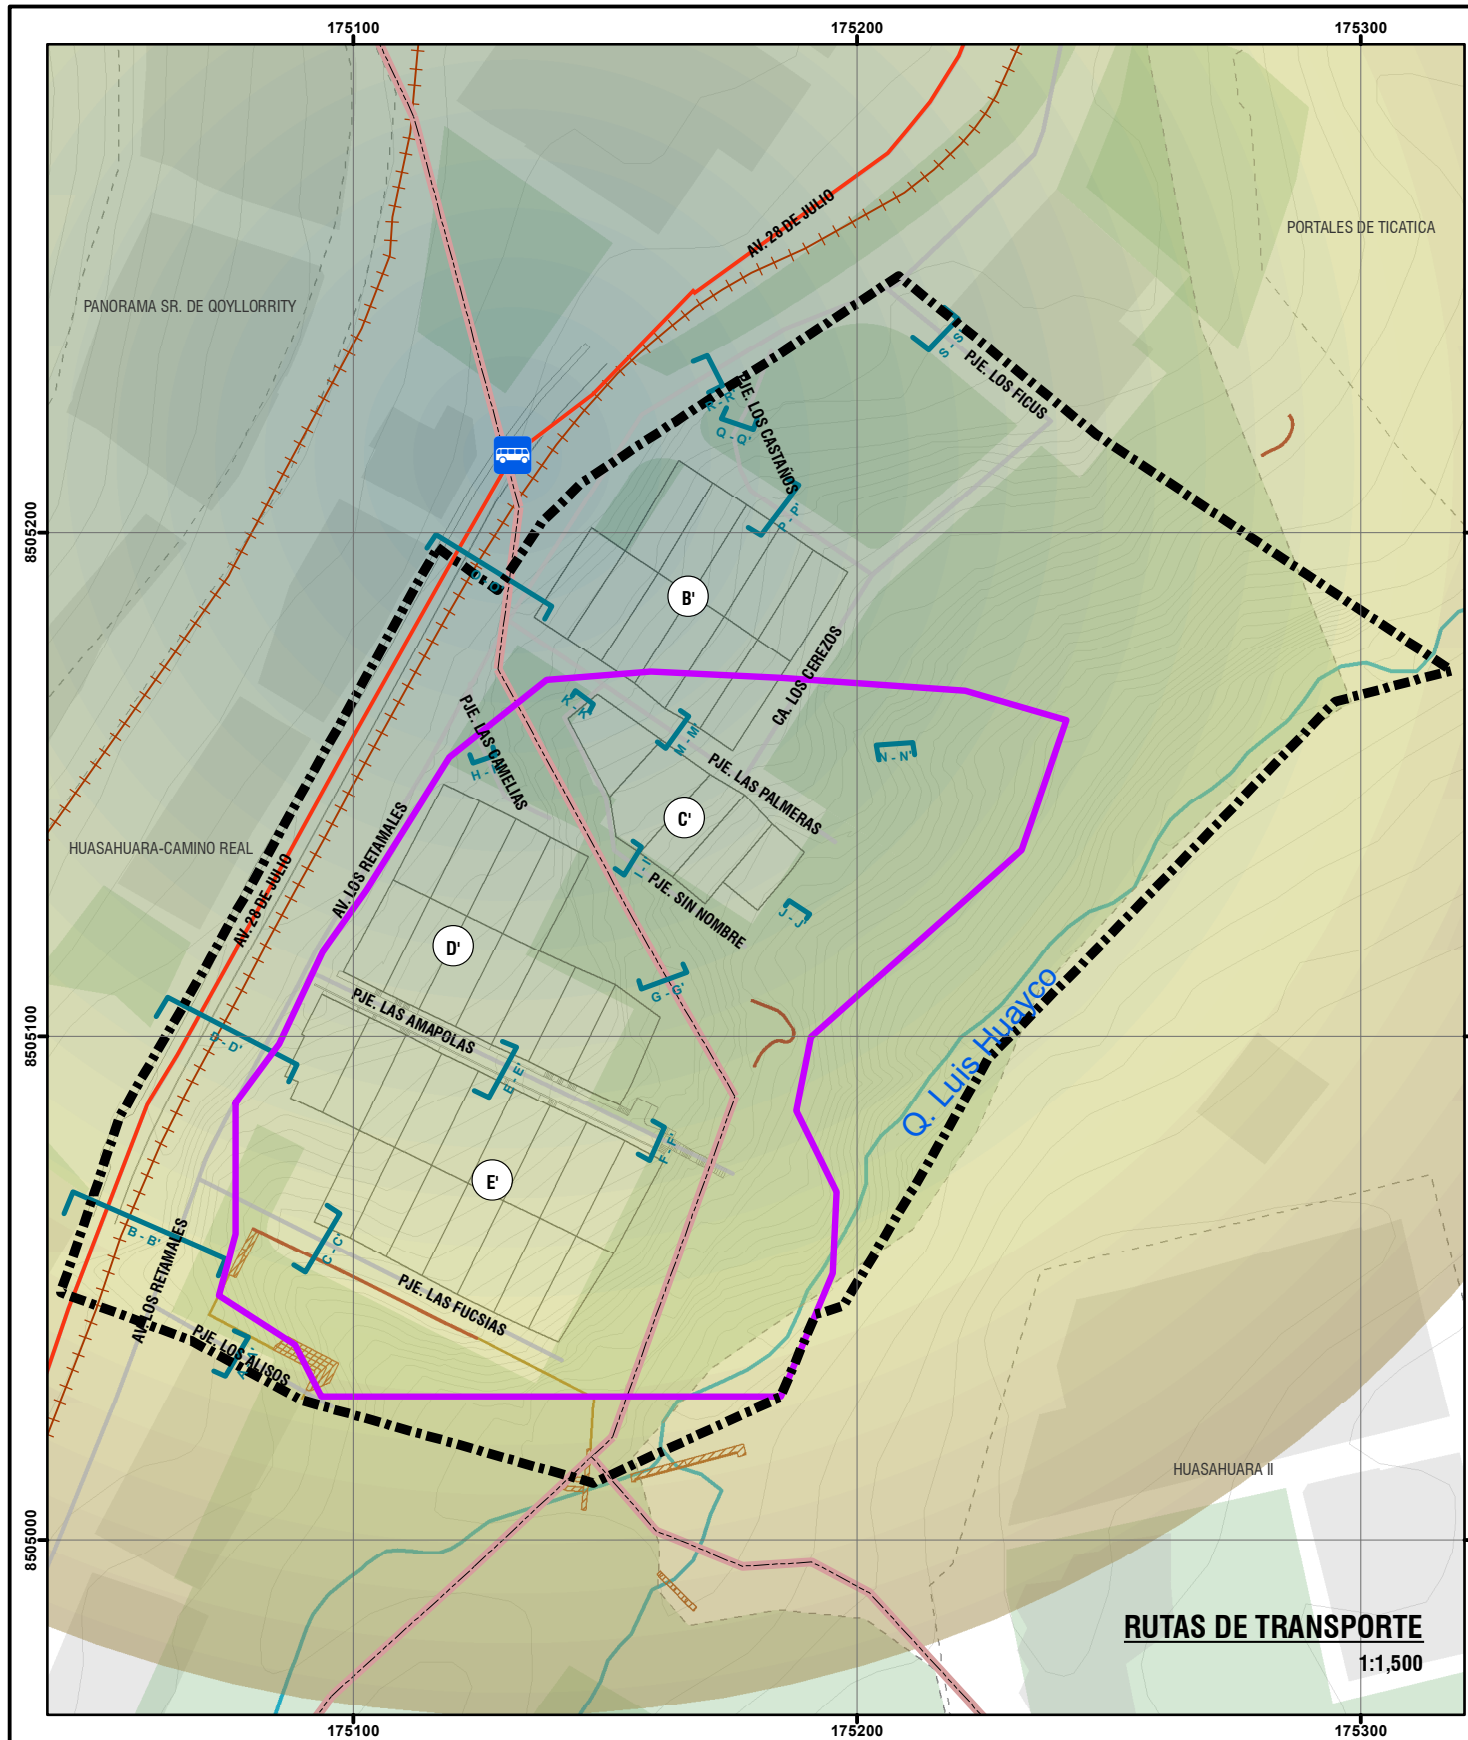 175100
175200
175300
AV. 28 DE JULIO
PORTALES DE TICATICA
PANORAMA SR. DE QOYLLORRITY
S - S'
PJE. LOS FICUS
R - R'
PJE. LOS CASTAÑOS
Q - Q'
P - P'
8505200
8505100
8505000
B'
CA. LOS CEREZOS
K - K'
M - M'
PJE. LAS CAMELIAS
PJE. LAS PALMERAS
N - N'
C'
AV. LOS RETAMALES
HUASAHUARA-CAMINO REAL
AV. 28 DE JULIO
I - I'
PJE. SIN NOMBRE
J - J'
D'
G - G'
PJE. LAS AMAPOLAS
D - D'
E - E'
Q. Luis Huayco
F - F'
E'
B - B'
C - C'
AV. LOS RETAMALES
PJE. LAS FUCSIAS
PJE. LOS ALISOS
HUASAHUARA II
RUTAS DE TRANSPORTE
1:1,500
175100
175200
175300